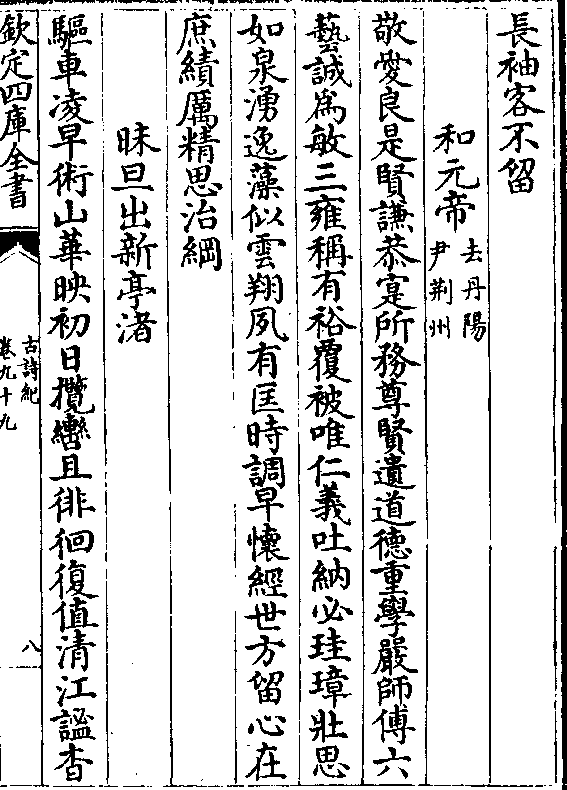 長袖客不留
和元帝去丹陽
尹荆州
敬愛良是賢謙恭寔所務尊賢遺道德重學嚴師傅六
藝誠爲敏三雍稱有裕覆被唯仁義吐納必珪璋壯思
如泉湧逸藻似雲翔夙有匡時調早懷經世方留心在
庶績厲精思治綱
昧旦出新亭渚
驅車凌早術山華映初日攬轡且徘徊復值清江謐杳
欽定四庫全書
古詩紀
卷九十九
八